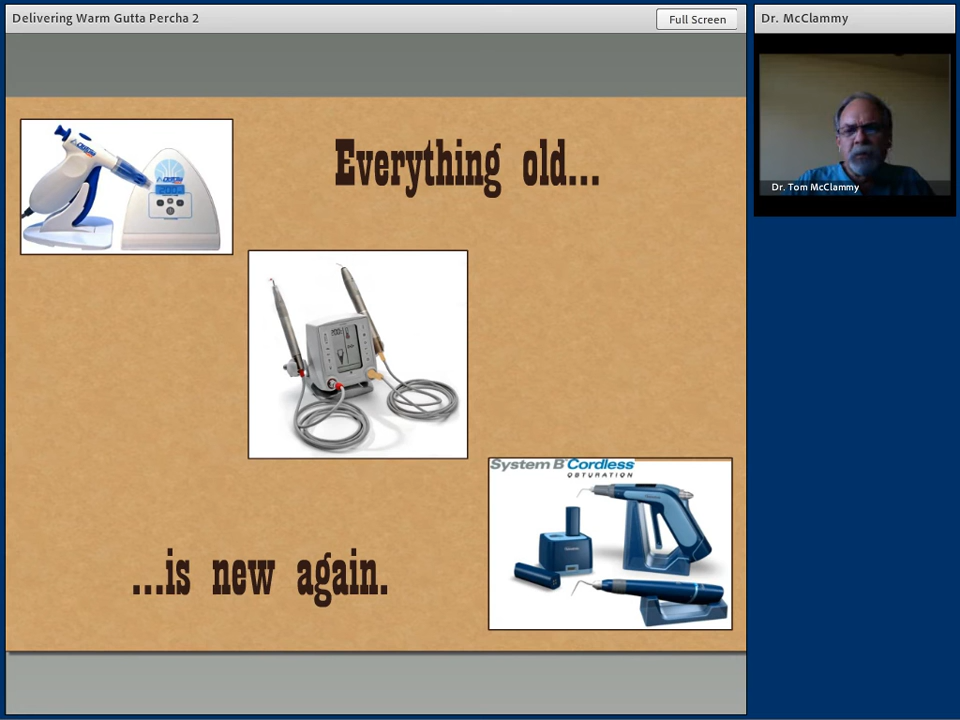 Delivering Warm Gutta Percha 2
Full Screen
Dr. McClammy
Everything old...
Dr. Tom McClammy
System B Cordless
OBTURATION
...is new again.